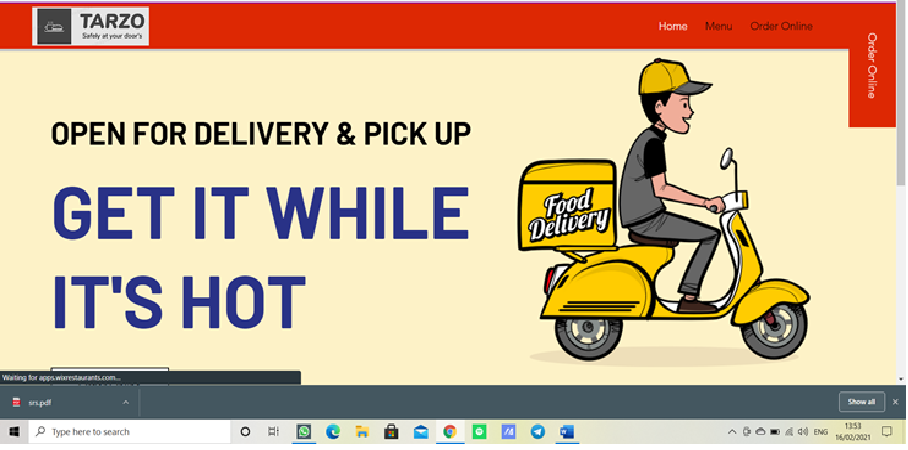 TARZO
Safely at your door's
Home Menu Order Online
Order Online
OPEN FOR DELIVERY & PICK UP
GET IT WHILE
IT'S HOT
Food
Delivery
Waiting for apps.wixrestaurants.com...
srs.pdf
Show all
Type here to search
ENG
13:53
16/02/2021